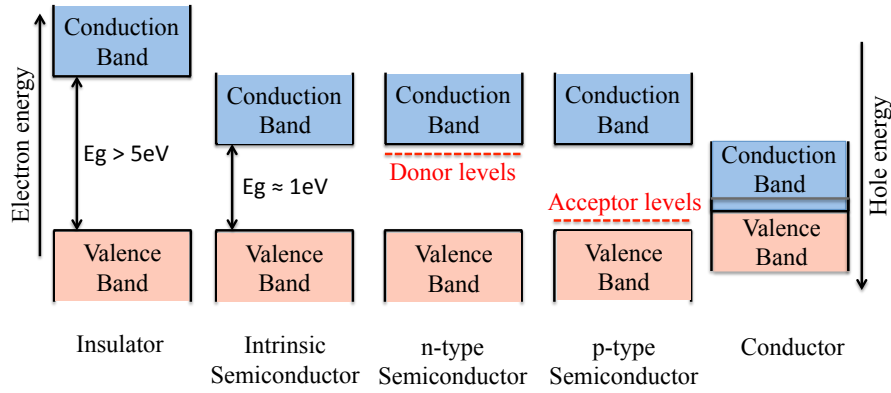 Electron energy
Conduction
Band
Eg > 5eV
Valence
Band
Insulator
Conduction
Band
Eg ≈ 1eV
Valence
Band
Intrinsic
Semiconductor
Conduction
Band
Donor levels
Valence
Band
n-type
Semiconductor
Conduction
Band
Acceptor levels
Valence
Band
p-type
Semiconductor
Conduction
Band
Valence
Band
Conductor
Hole energy